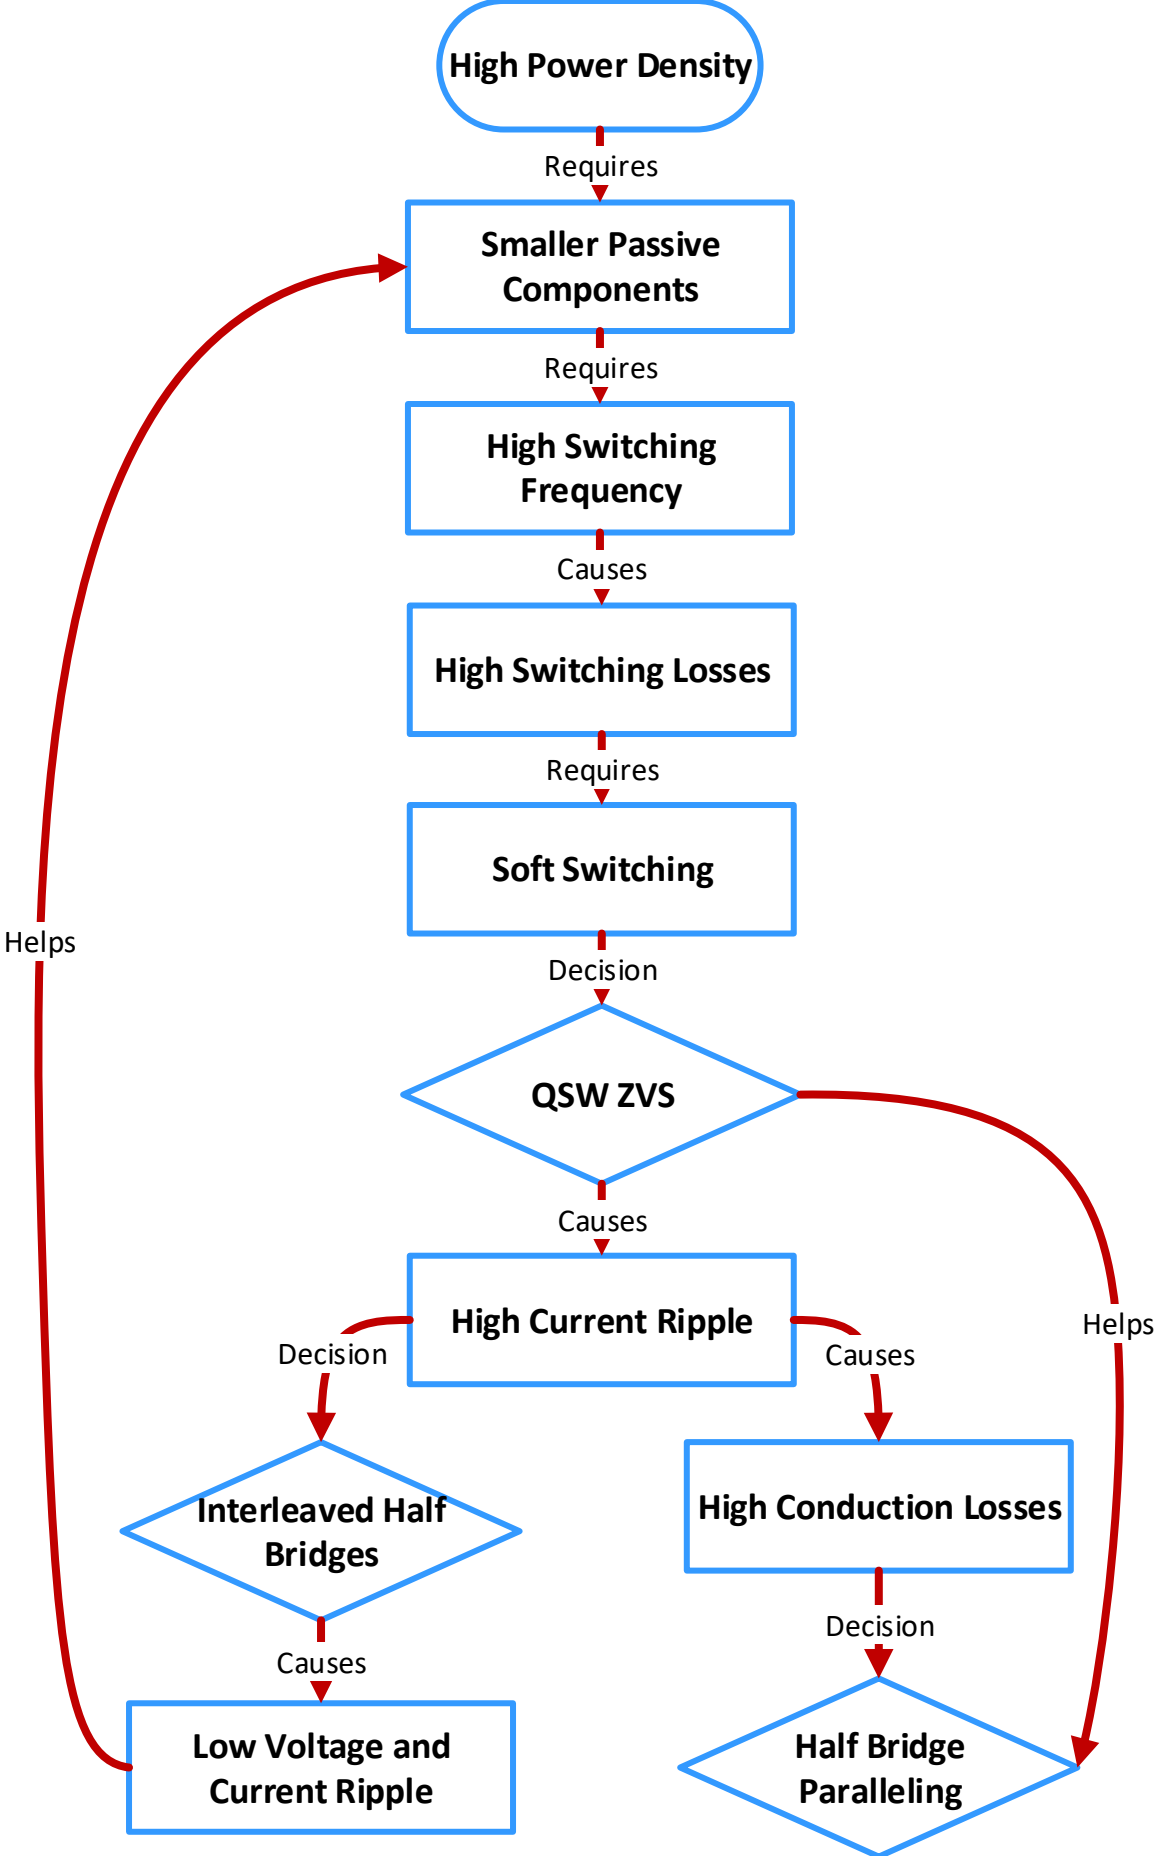 High Power Density
Requires
Smaller Passive
Components
Requires
High Switching
Frequency
Causes
High Switching Losses
Requires
Soft Switching
Helps
Decision
QSW ZVS
Causes
High Current Ripple
Helps
Decision
Causes
Interleaved Half
Bridges
High Conduction Losses
Decision
Causes
Low Voltage and
Current Ripple
Half Bridge
Paralleling